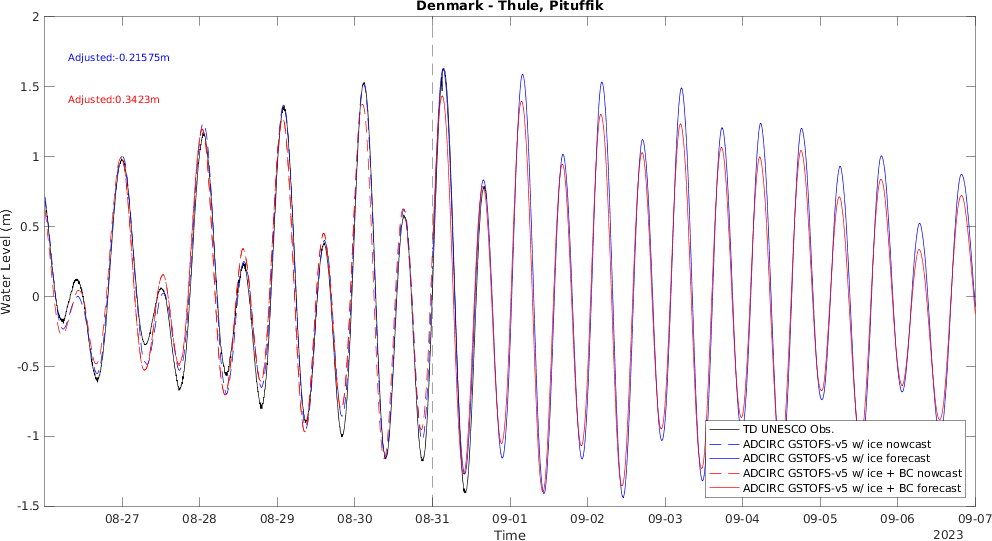 Denmark - Thule, Pituffik
2
Adjusted:-0.21575m
1.5
Adjusted:0.3423m
1
0.5
0
-0.5
-1
-1.5
Water Level (m)
TD UNESCO Obs.
ADCIRC GSTOFS-v5 w/ ice nowcast
ADCIRC GSTOFS-v5 w/ ice forecast
ADCIRC GSTOFS-v5 w/ ice + BC nowcast
ADCIRC GSTOFS-v5 w/ ice + BC forecast
08-27 08-28 08-29 08-30 08-31 09-01 09-02 09-03 09-04 09-05 09-06 09-07
Time
2023